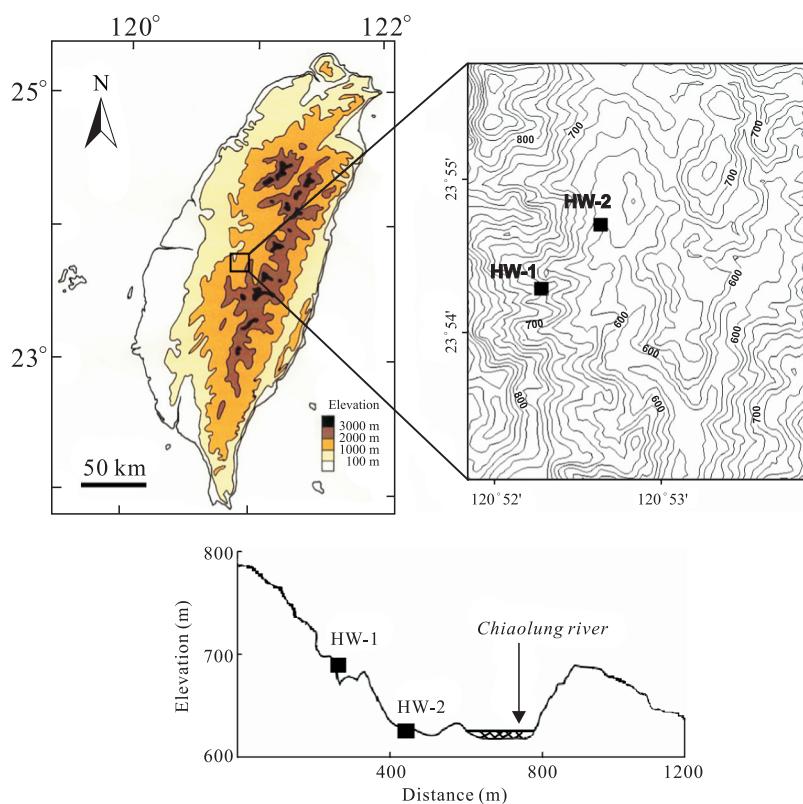 120°
122°
25°
N
23°
Elevation
3000 m
2000 m
1000 m
100 m
50 km
800
700
700
700
23°55'
HW-2
HW-1
23°54'
700
600
600
600
600
600
800
700
120°52'
120°53'
800
700
600
Elevation (m)
HW-1
HW-2
Chiaolung river
400
800
1200
Distance (m)